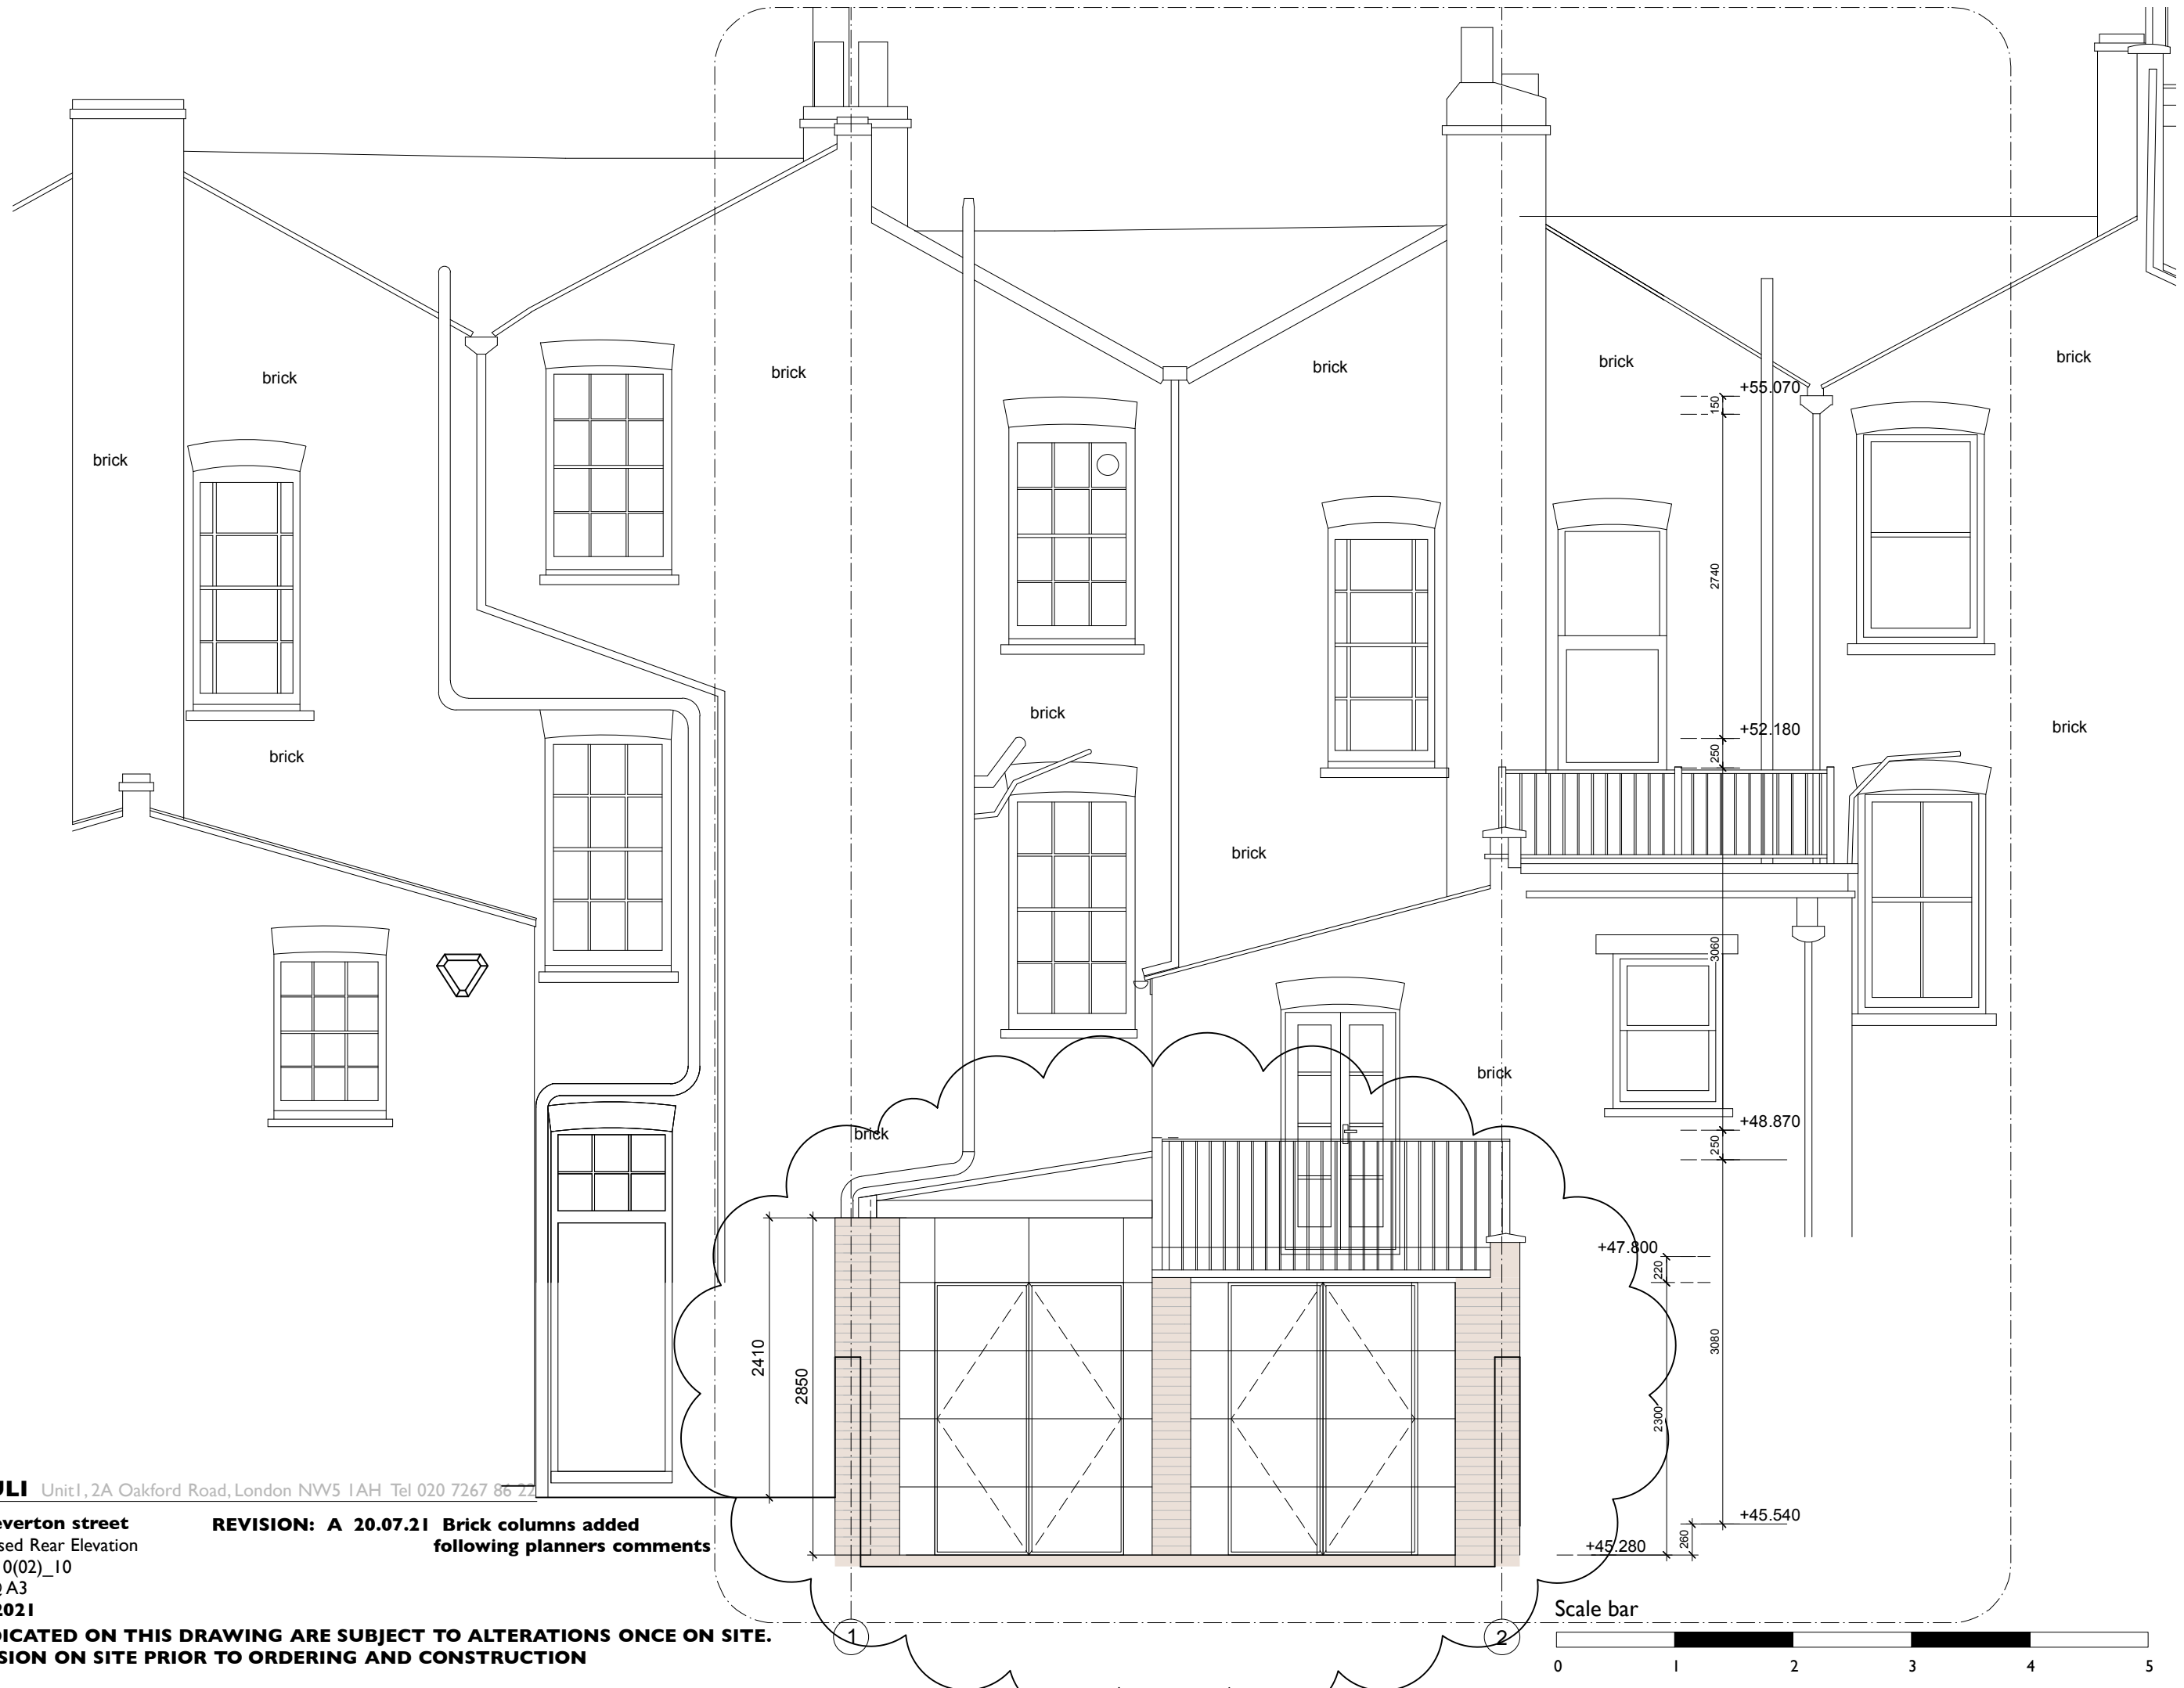 brick
brick
brick
brick
brick
brick
brick
brick
brick
brick
brick
brick
+55.070
150
2740
+52.180
250
3060
+48.870
250
+47.800
220
3080
2300
+45.540
260
+45.280
2410
2850
ULI Unit1, 2A Oakford Road, London NW5 1AH Tel 020 7267 86 22
everton street
sed Rear Elevation
0(02)_10
A3
2021
REVISION: A 20.07.21 Brick columns added
following planners comments
DICATED ON THIS DRAWING ARE SUBJECT TO ALTERATIONS ONCE ON SITE.
SION ON SITE PRIOR TO ORDERING AND CONSTRUCTION
1
2
Scale bar
0 1 2 3 4 5